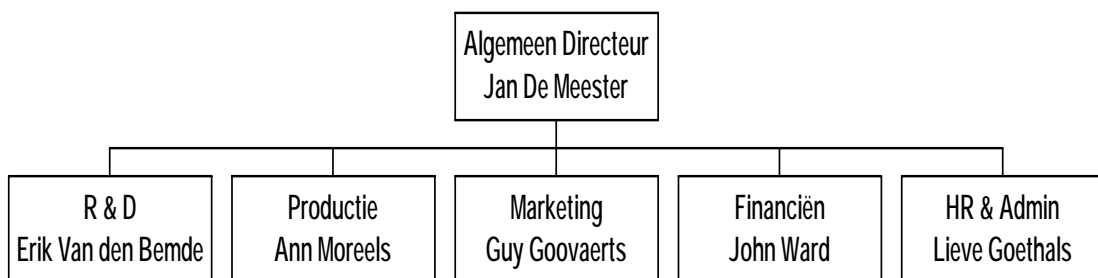 Algemeen Directeur
Jan De Meester
R & D
Erik Van den Bemde
Productie
Ann Moreels
Marketing
Guy Goovaerts
Financiën
John Ward
HR & Admin
Lieve Goethals